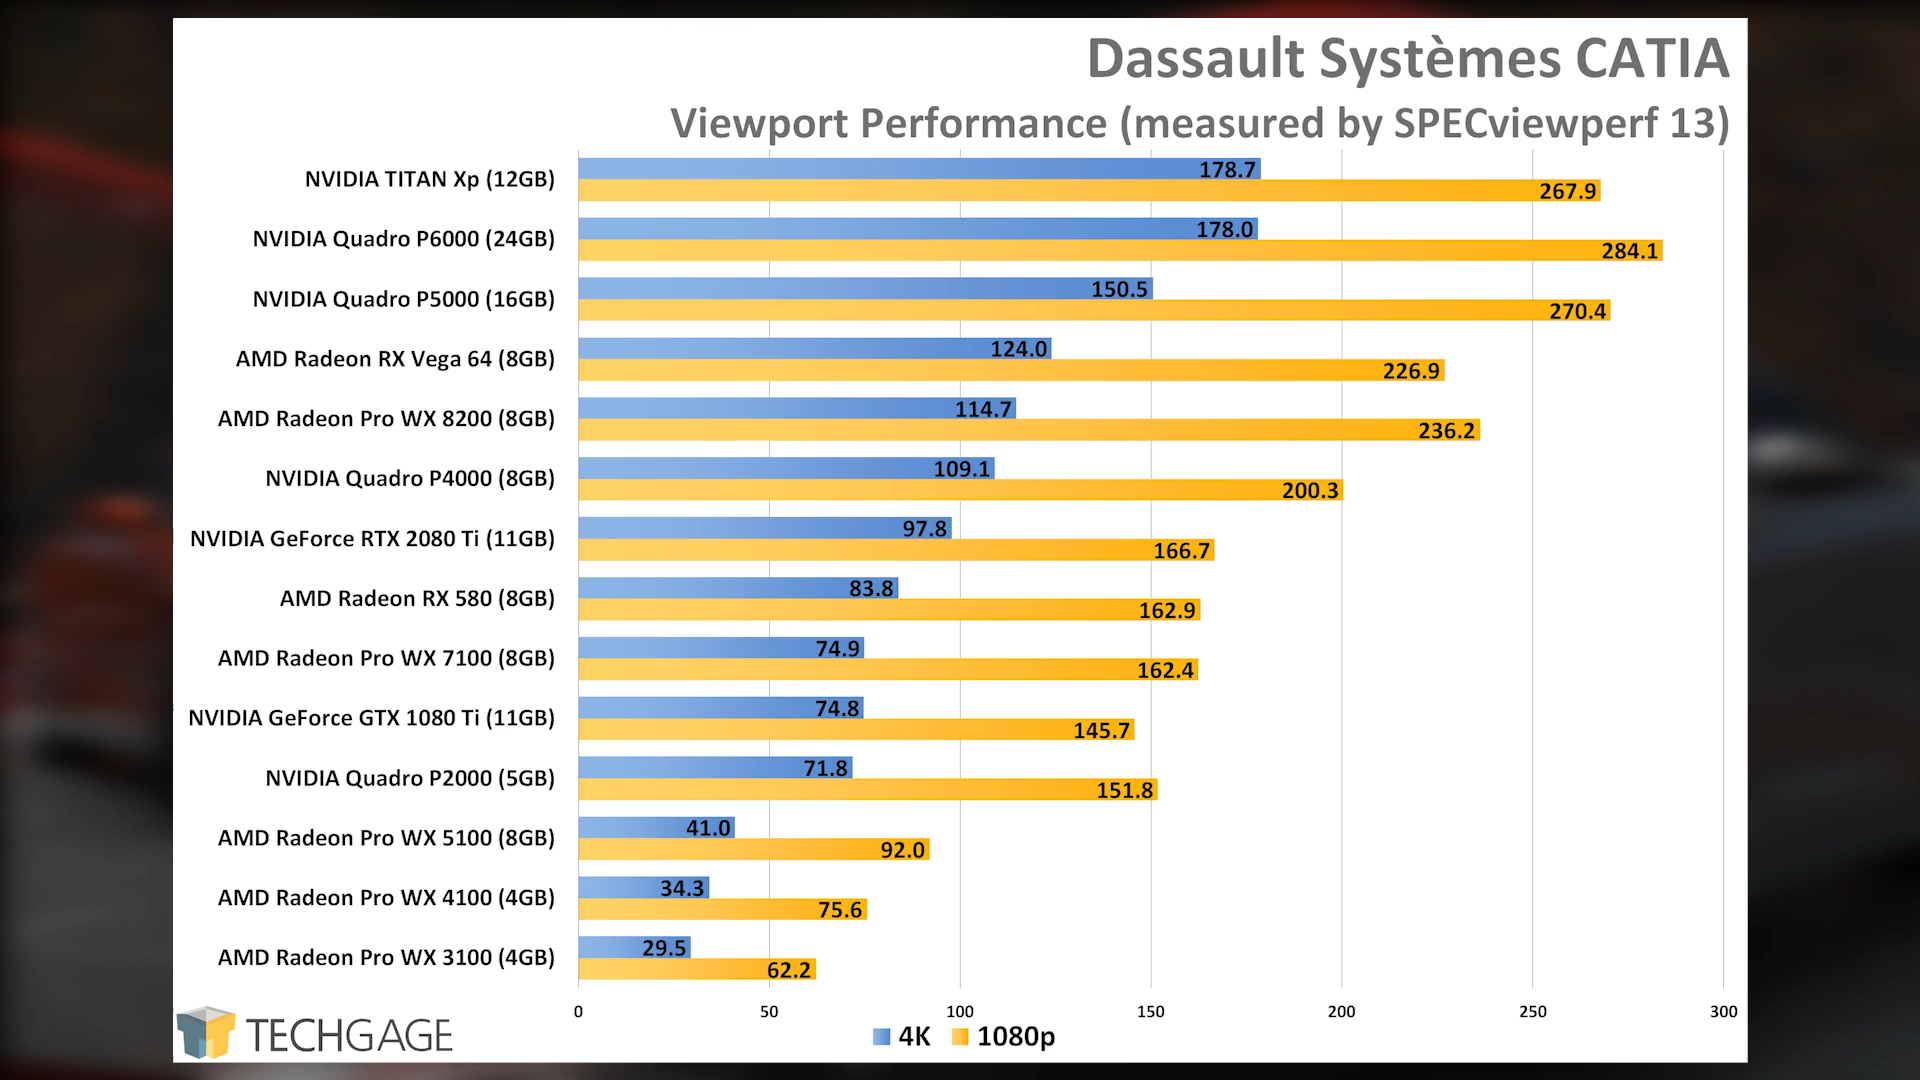 Dassault Systèmes CATIA
Viewport Performance (measured by SPECviewperf 13)
NVIDIA TITAN Xp (12GB)
178.7
267.9
NVIDIA Quadro P6000 (24GB)
178.0
284.1
NVIDIA Quadro P5000 (16GB)
150.5
270.4
AMD Radeon RX Vega 64 (8GB)
124.0
226.9
AMD Radeon Pro WX 8200 (8GB)
114.7
236.2
NVIDIA Quadro P4000 (8GB)
109.1
200.3
NVIDIA GeForce RTX 2080 Ti (11GB)
97.8
166.7
AMD Radeon RX 580 (8GB)
83.8
162.9
AMD Radeon Pro WX 7100 (8GB)
74.9
162.4
NVIDIA GeForce GTX 1080 Ti (11GB)
74.8
145.7
NVIDIA Quadro P2000 (5GB)
71.8
151.8
AMD Radeon Pro WX 5100 (8GB)
41.0
92.0
AMD Radeon Pro WX 4100 (4GB)
34.3
75.6
AMD Radeon Pro WX 3100 (4GB)
29.5
62.2
0 50 100 150 200 250 300
4K 1080p
TECHGAGE